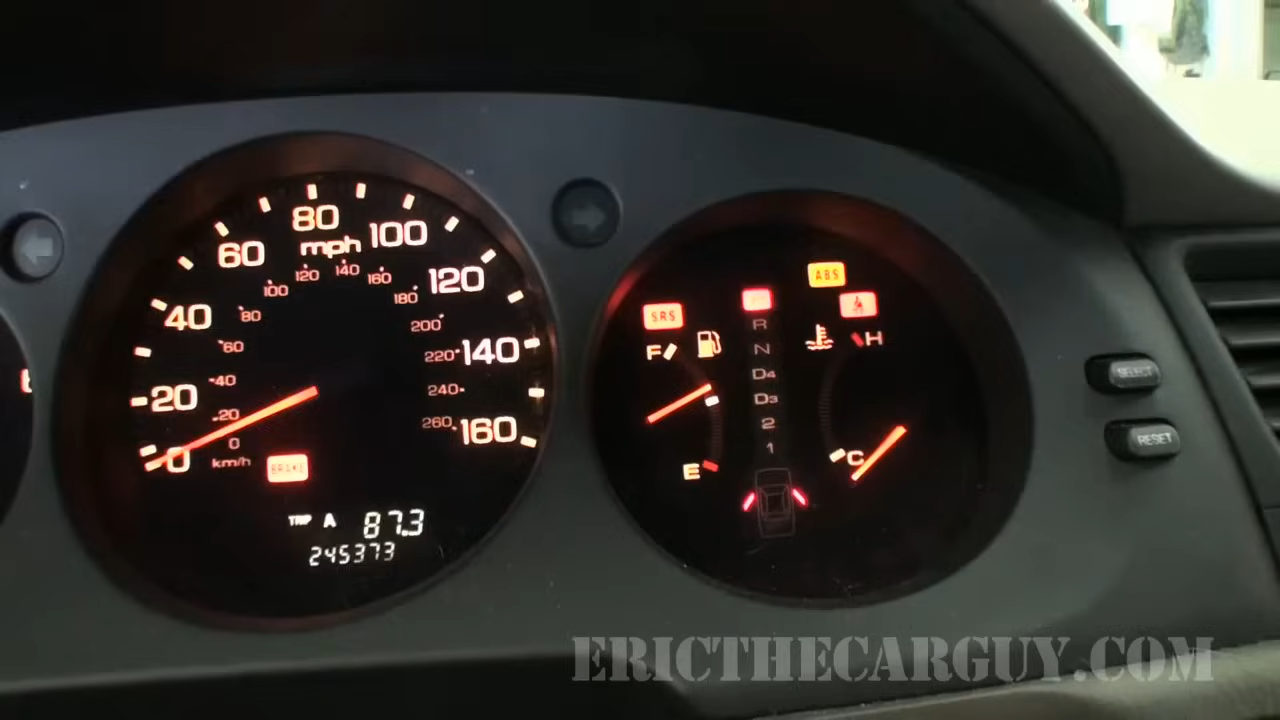 80
60
mph
100
120
140
100
160
120
40
80
180
60
200
220
140
40
240
20
20
260
160
0
0
km/h
BRAKE
TRIP A 87.3
245373
ABS
SRS
R
F
H
N
D4
D3
2
1
E
C
SELECT
RESET
ERICTHECARGUY.COM